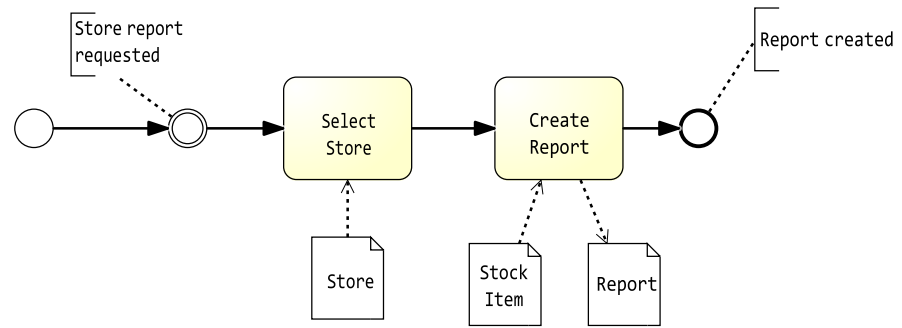 Store report
requested
Report created
Select
Store
Create
Report
Store
Stock
Item
Report